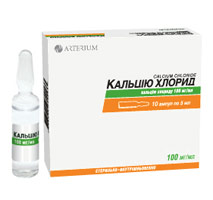 ARTERIUM
CALCIUM CHLORIDE
КАЛЬЦІЮ ХЛОРИД
кальцію хлориду 100 мг/мл
10 ампул по 5 мл
100 мг/мл
КАЛЬЦІЮ
100 мг/мл